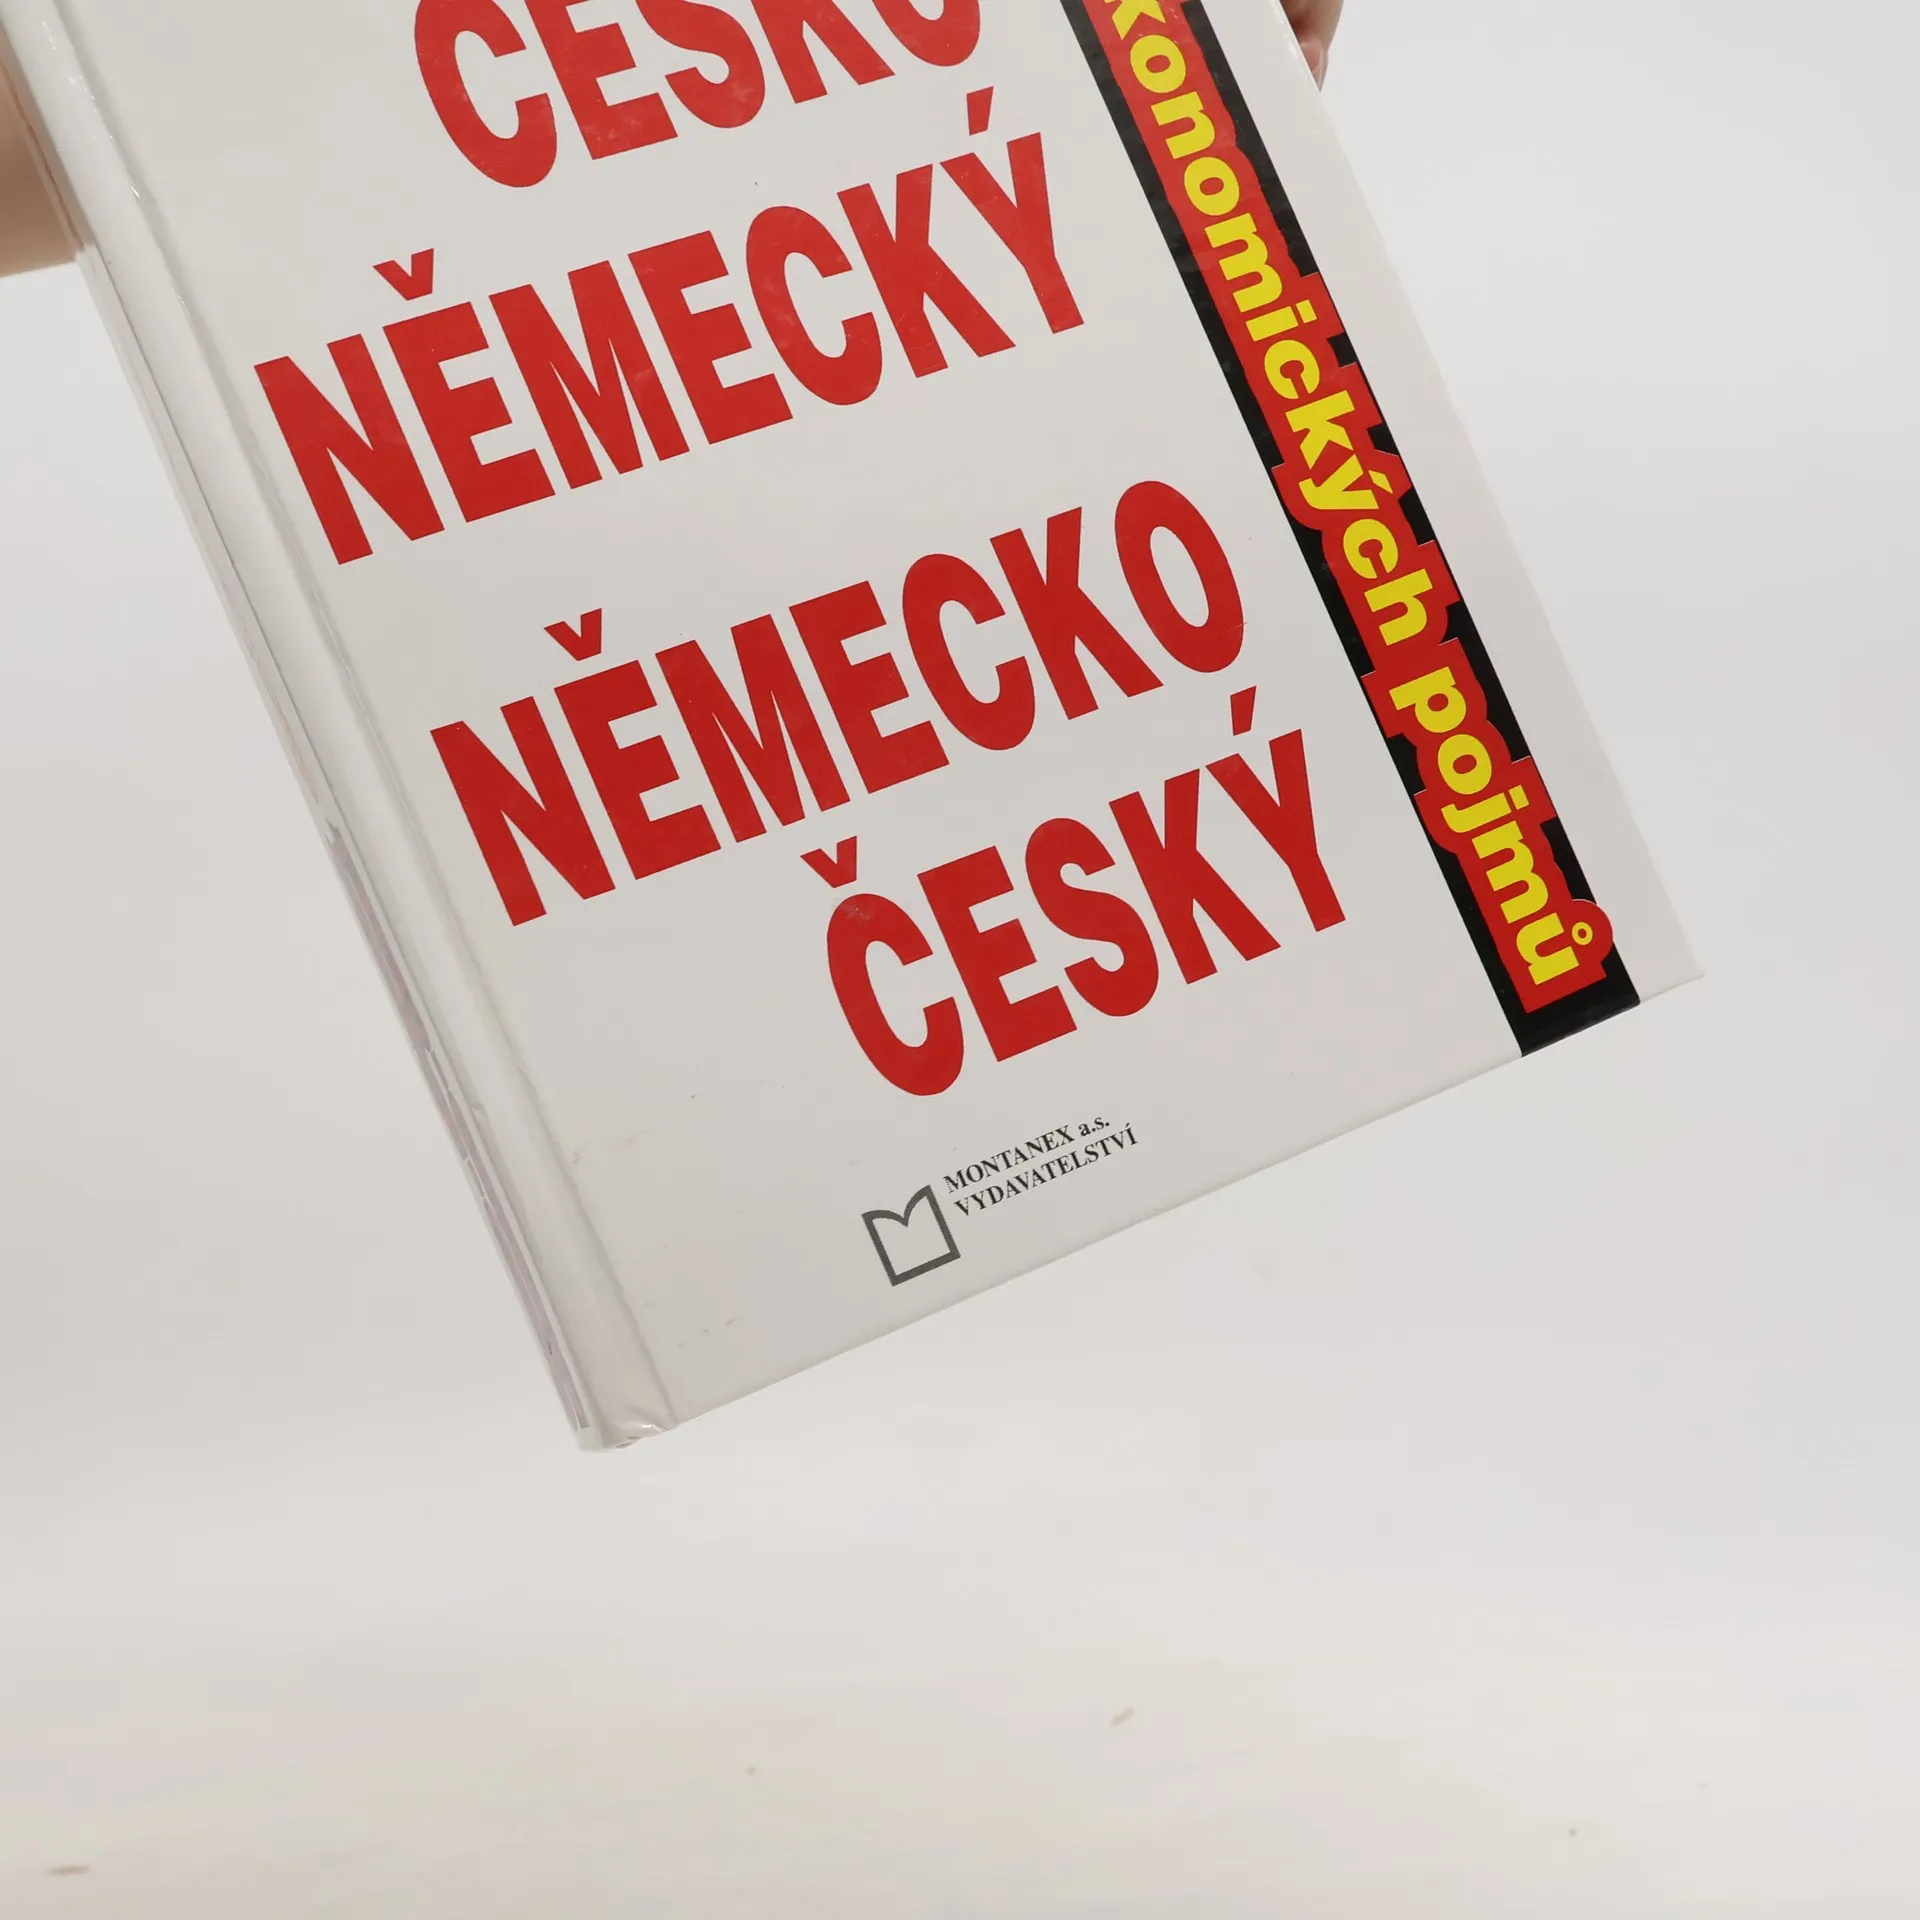 ČESKO
NĚMECKÝ
NĚMECKO
ČESKÝ
konomických pojmů
MONTANEX a.s.
VYDAVATELSTVÍ